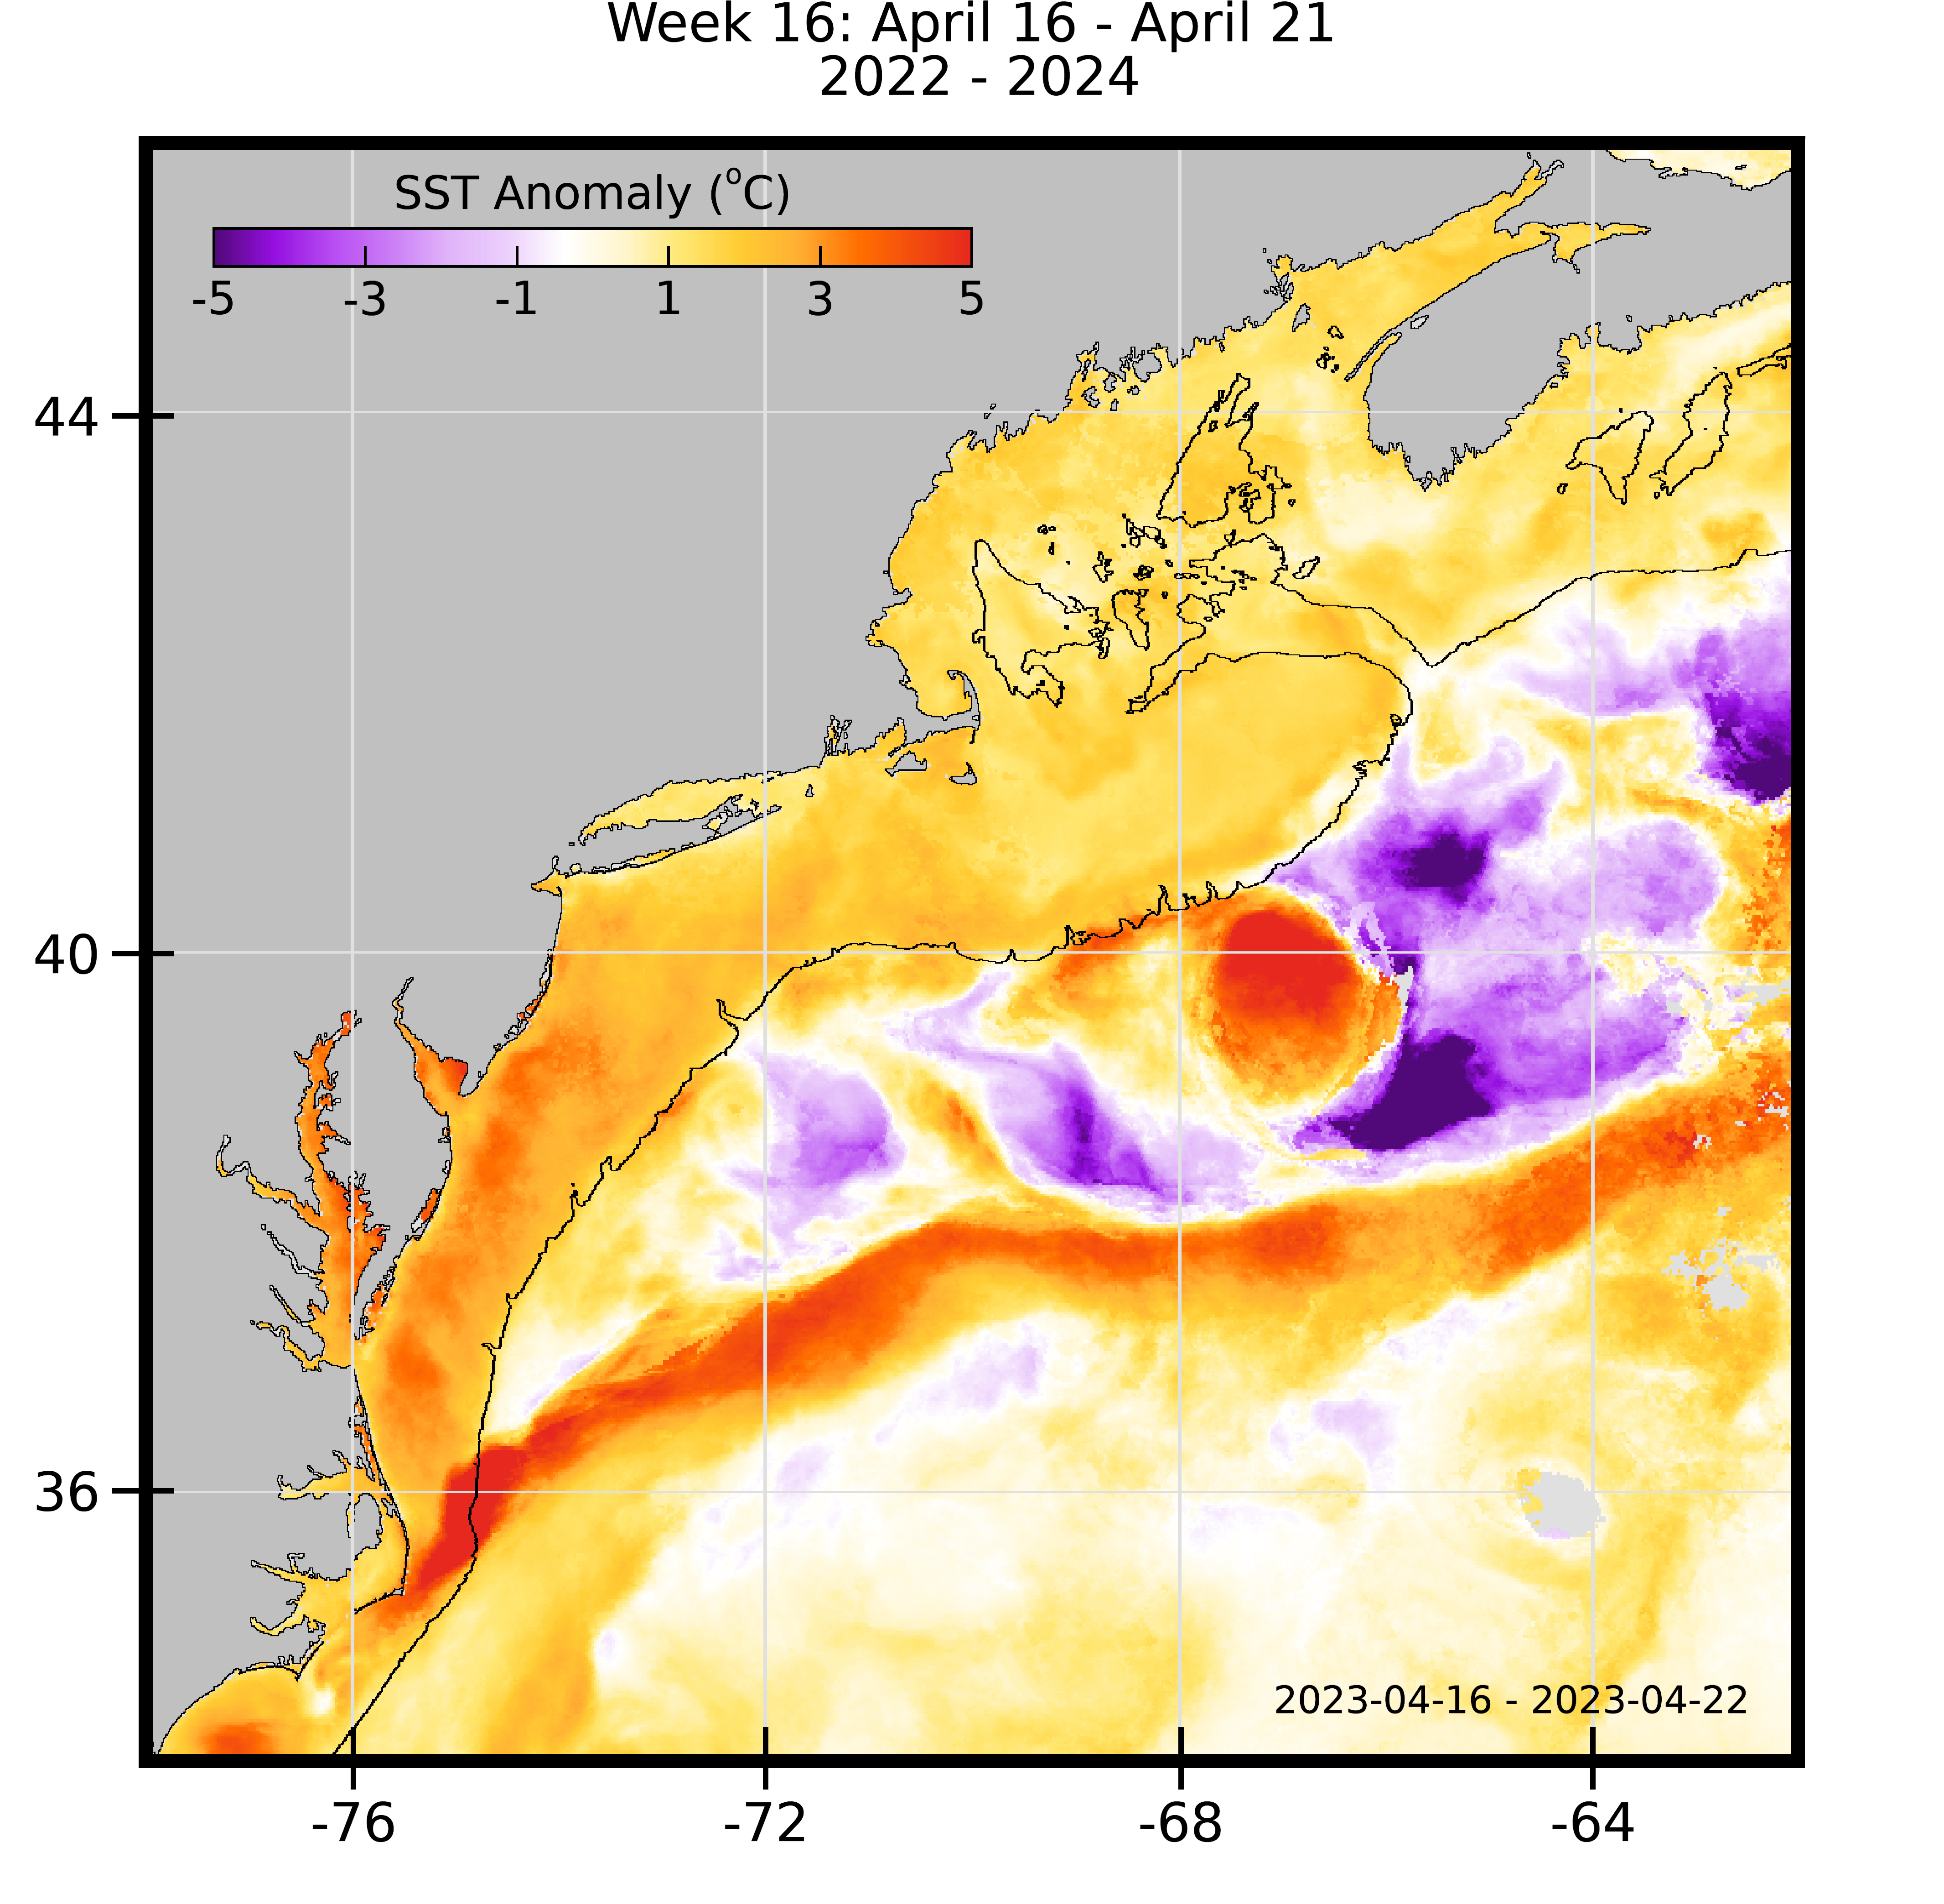 Week 16: April 16 - April 21
2022 - 2024
SST Anomaly (°C)
-5 -3 -1 1 3 5
44
40
36
2023-04-16 - 2023-04-22
-76 -72 -68 -64